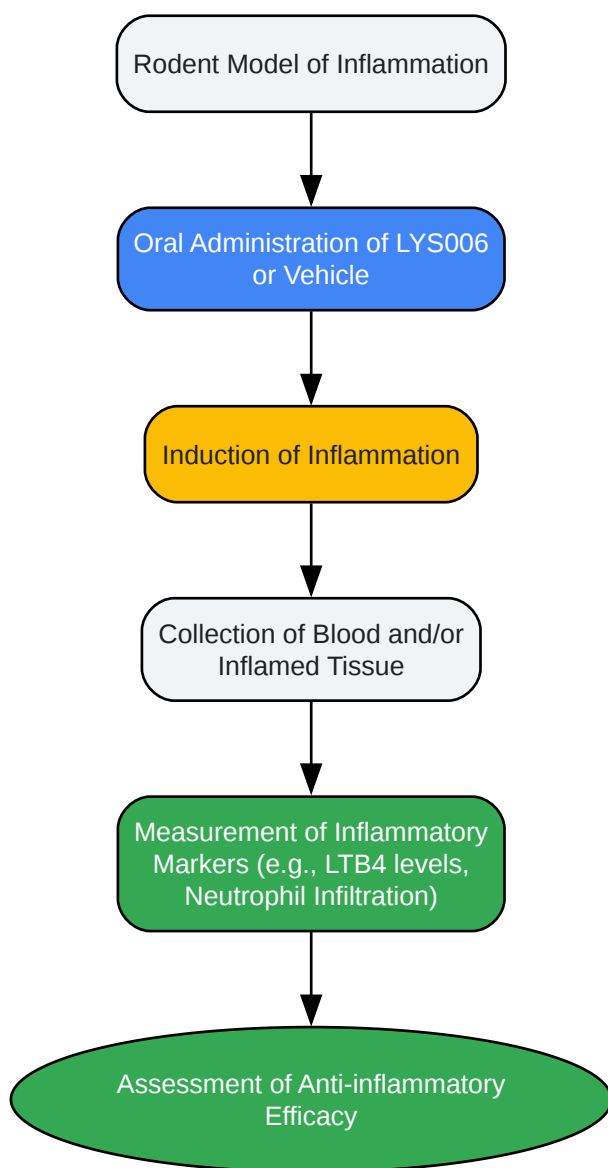 Rodent Model of Inflammation
Oral Administration of LYS006
or Vehicle
Induction of Inflammation
Collection of Blood and/or
Inflamed Tissue
Measurement of Inflammatory
Markers (e.g., LTB4 levels,
Neutrophil Infiltration)
Assessment of Anti-inflammatory
Efficacy